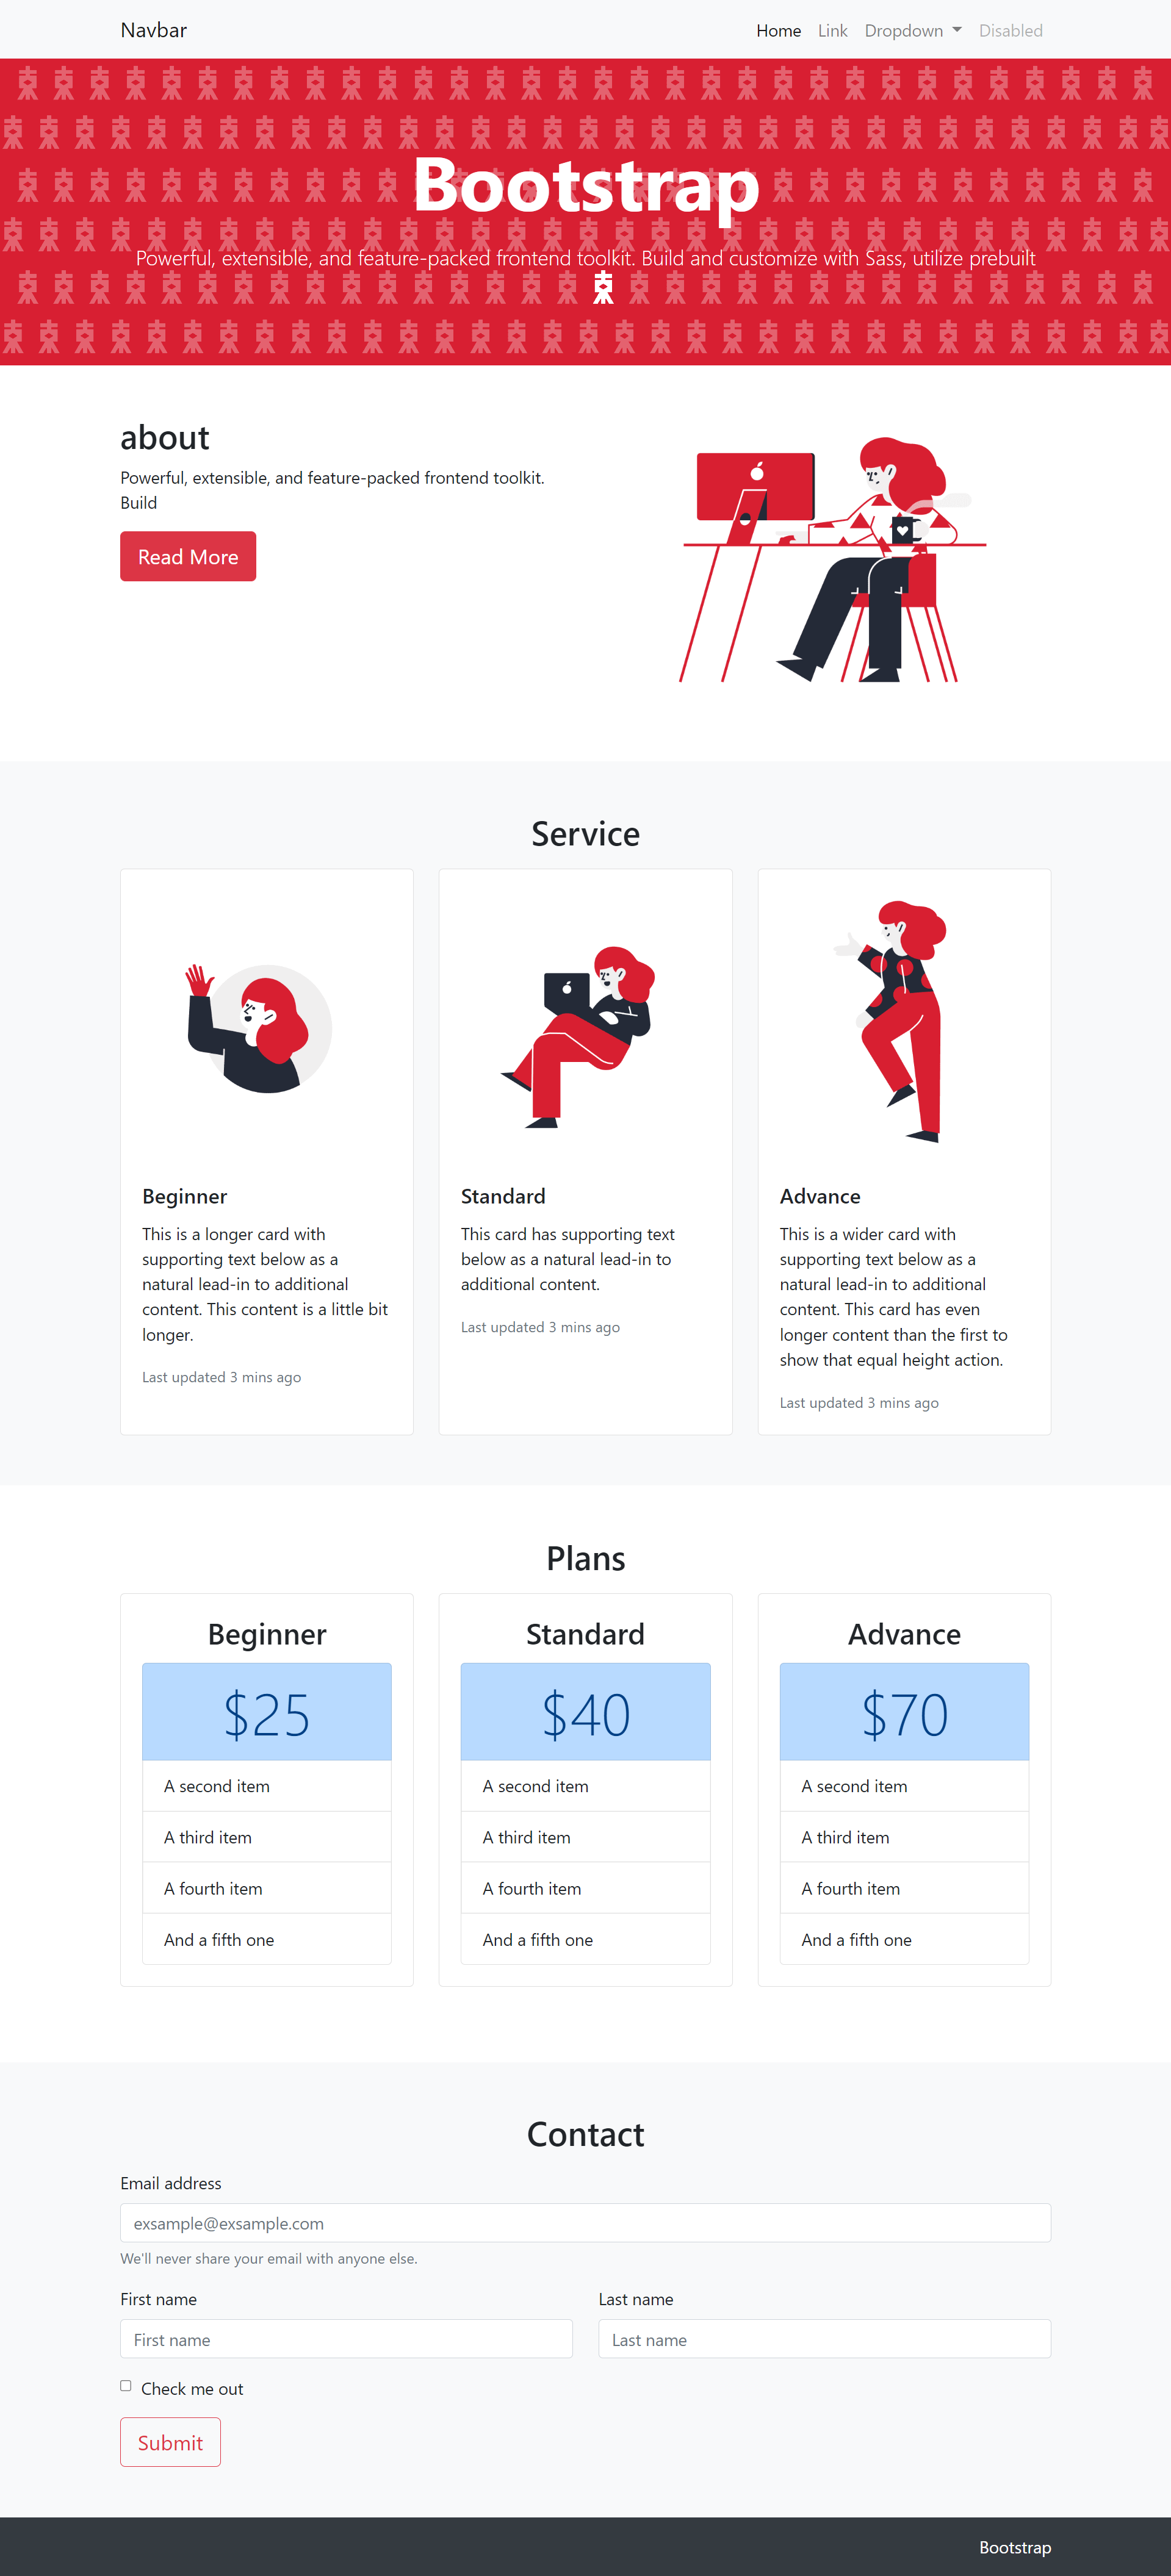 Navbar
Home Link Dropdown Disabled
Bootstrap
Powerful, extensible, and feature-packed frontend toolkit. Build and customize with Sass, utilize prebuilt
about
Powerful, extensible, and feature-packed frontend toolkit.
Build
Read More
Service
Beginner
This is a longer card with
supporting text below as a
natural lead-in to additional
content. This content is a little bit
longer.
Last updated 3 mins ago
Standard
This card has supporting text
below as a natural lead-in to
additional content.
Last updated 3 mins ago
Advance
This is a wider card with
supporting text below as a
natural lead-in to additional
content. This card has even
longer content than the first to
show that equal height action.
Last updated 3 mins ago
Plans
Beginner
$25
A second item
A third item
A fourth item
And a fifth one
Standard
$40
A second item
A third item
A fourth item
And a fifth one
Advance
$70
A second item
A third item
A fourth item
And a fifth one
Contact
Email address
exsample@exsample.com
We'll never share your email with anyone else.
First name
First name
Last name
Last name
Check me out
Submit
Bootstrap